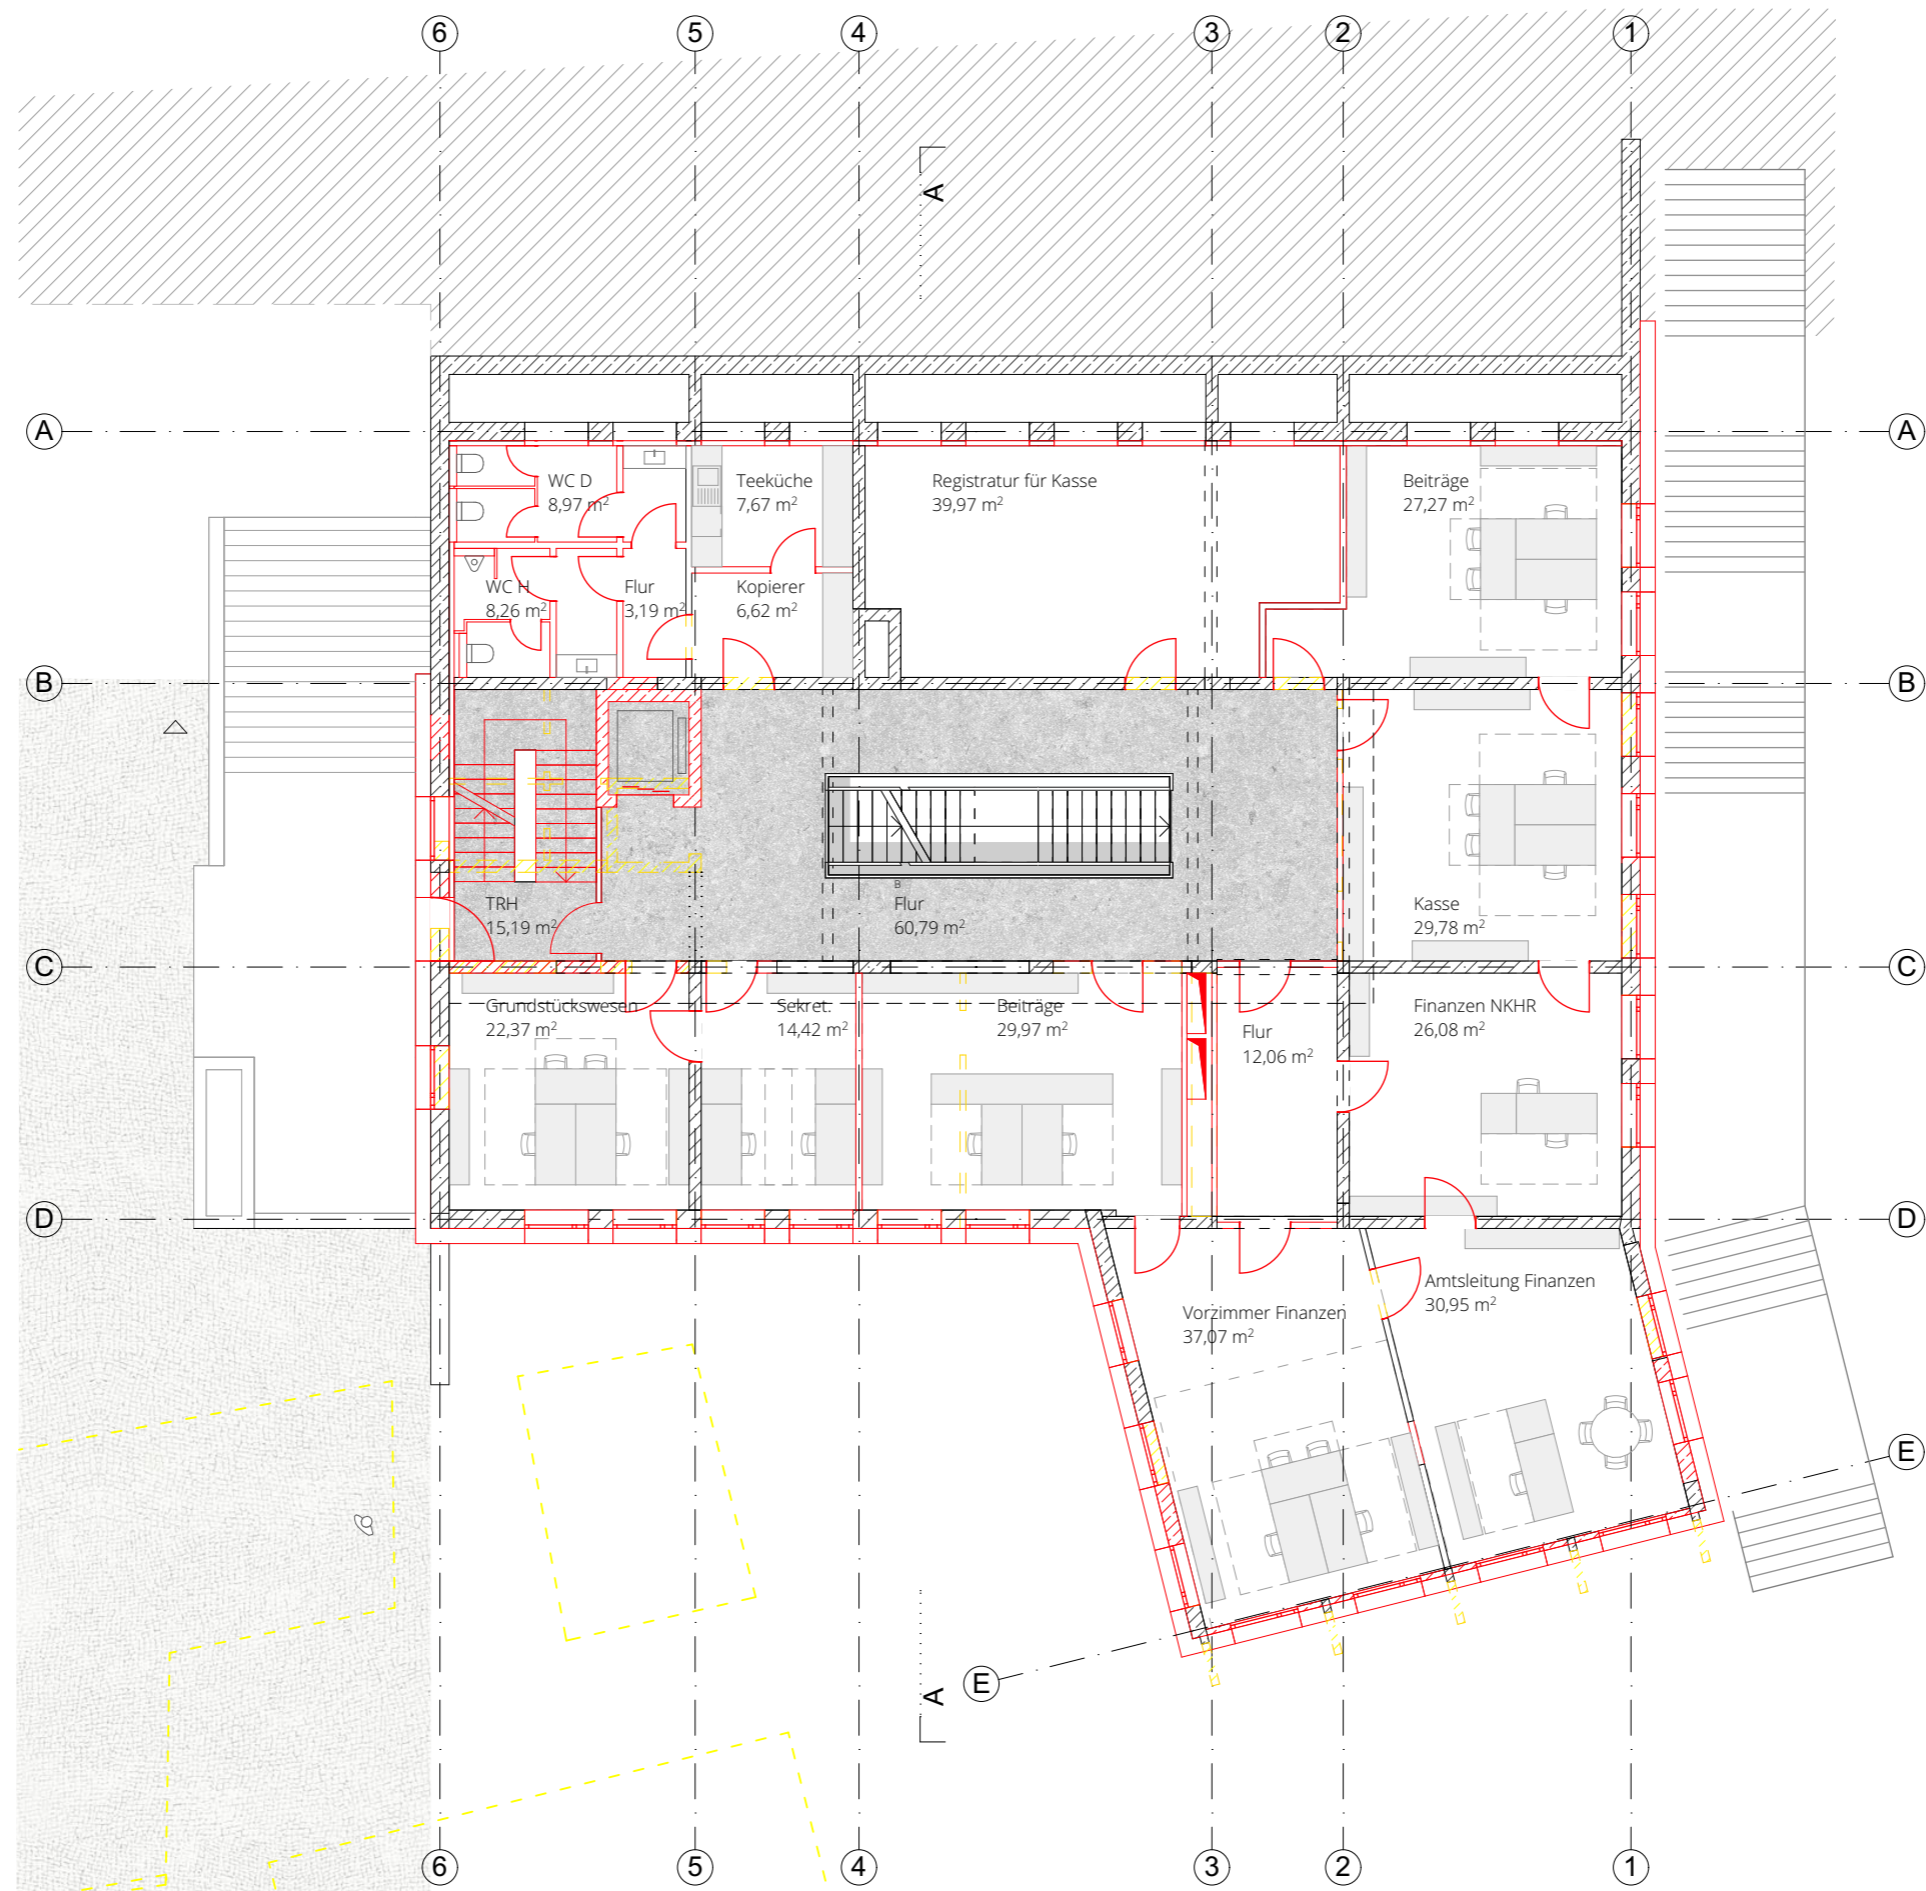 6 5 4 3 2 1
A
A A
WC D
8,97 m²
Teeküche
7,67 m²
Registratur für Kasse
39,97 m²
Beiträge
27,27 m²
WC H
8,26 m²
Flur
3,19 m²
Kopierer
6,62 m²
B B
B
TRH
15,19 m²
Flur
60,79 m²
Kasse
29,78 m²
C C
Grundstückswesen
22,37 m²
Sekret.
14,42 m²
Beiträge
29,97 m²
Flur
12,06 m²
Finanzen NKHR
26,08 m²
D D
Vorzimmer Finanzen
37,07 m²
Amtsleitung Finanzen
30,95 m²
E
E
A
6 5 4 3 2 1